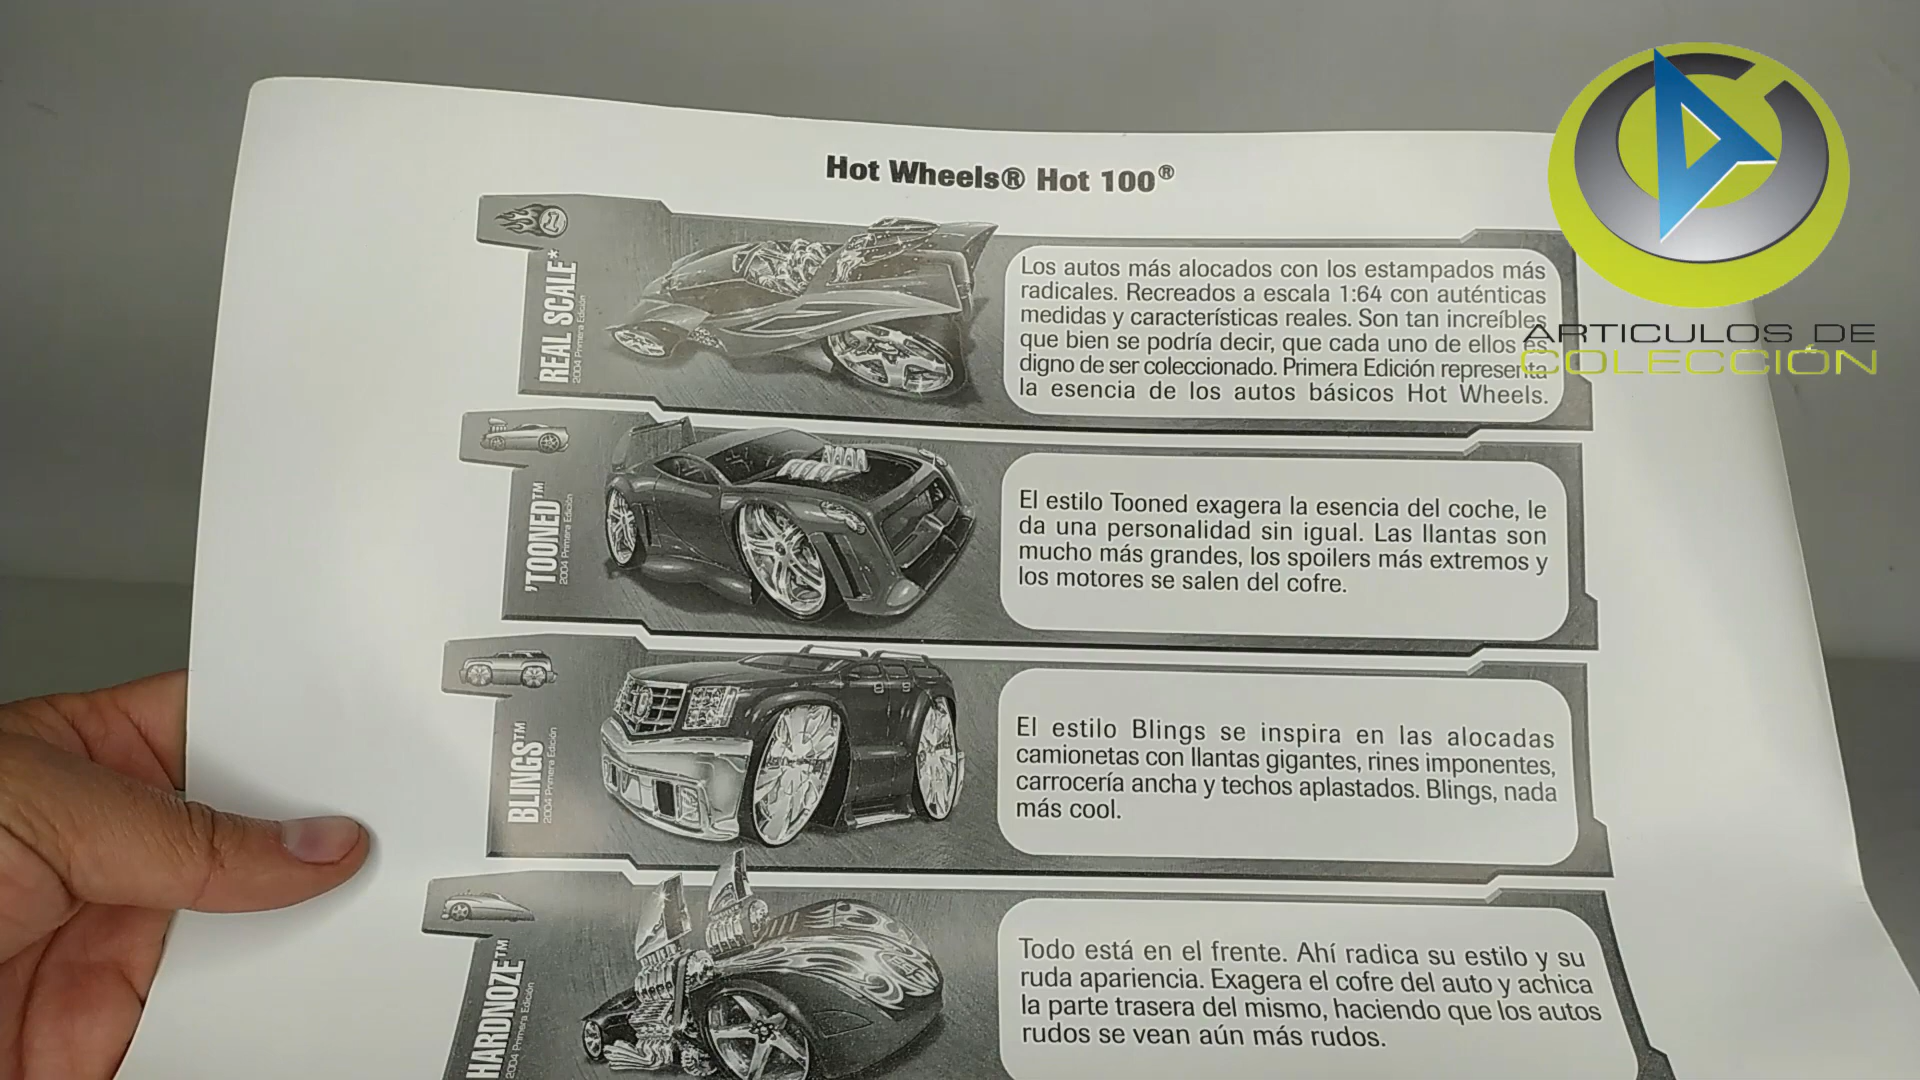 Hot Wheels® Hot 100®
REAL SCALE*
2004 Primera Edición
Los autos más alocados con los estampados más
radicales. Recreados a escala 1:64 con auténticas
medidas y características reales. Son tan increíbles
que bien se podría decir, que cada uno de ellos es
digno de ser coleccionado. Primera Edición representa
la esencia de los autos básicos Hot Wheels.
ARTICULOS DE
COLECCIÓN
'TOONED™
2004 Primera Edición
El estilo Tooned exagera la esencia del coche, le
da una personalidad sin igual. Las llantas son
mucho más grandes, los spoilers más extremos y
los motores se salen del cofre.
BLINGS™
2004 Primera Edición
El estilo Blings se inspira en las alocadas
camionetas con llantas gigantes, rines imponentes,
carrocería ancha y techos aplastados. Blings, nada
más cool.
HARDNOZE™
2004 Primera Edición
Todo está en el frente. Ahí radica su estilo y su
ruda apariencia. Exagera el cofre del auto y achica
la parte trasera del mismo, haciendo que los autos
rudos se vean aún más rudos.